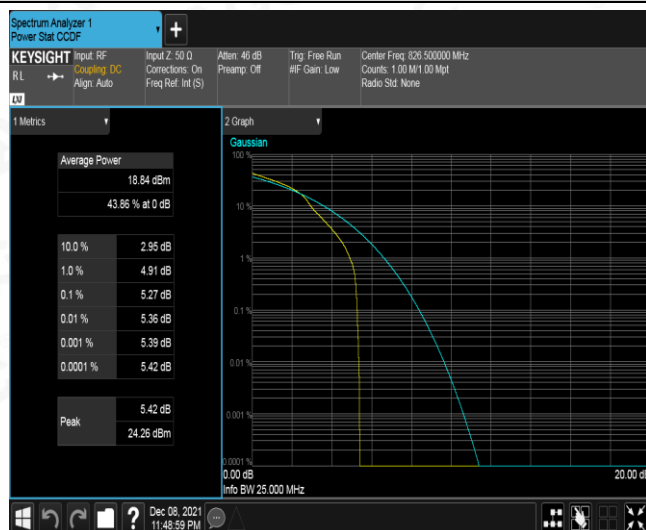 Spectrum Analyzer 1
Power Stat CCDF
+
KEYSIGHT
RL
LXI
Input: RF
Coupling: DC
Align: Auto
Input Z: 50 Ω
Corrections: On
Freq Ref: Int (S)
Atten: 46 dB
Preamp: Off
Trig: Free Run
#IF Gain: Low
Center Freq: 826.500000 MHz
Counts: 1.00 M/1.00 Mpt
Radio Std: None
1 Metrics
Average Power
18.84 dBm
43.86 % at 0 dB
10.0 % 2.95 dB
1.0 % 4.91 dB
0.1 % 5.27 dB
0.01 % 5.36 dB
0.001 % 5.39 dB
0.0001 % 5.42 dB
Peak
5.42 dB
24.26 dBm
2 Graph
Gaussian
100 %
10 %
1 %
0.1 %
0.01 %
0.001 %
0.0001 %
0.00 dB
20.00 dB
Info BW 25.000 MHz
?
Dec 08, 2021
11:48:59 PM